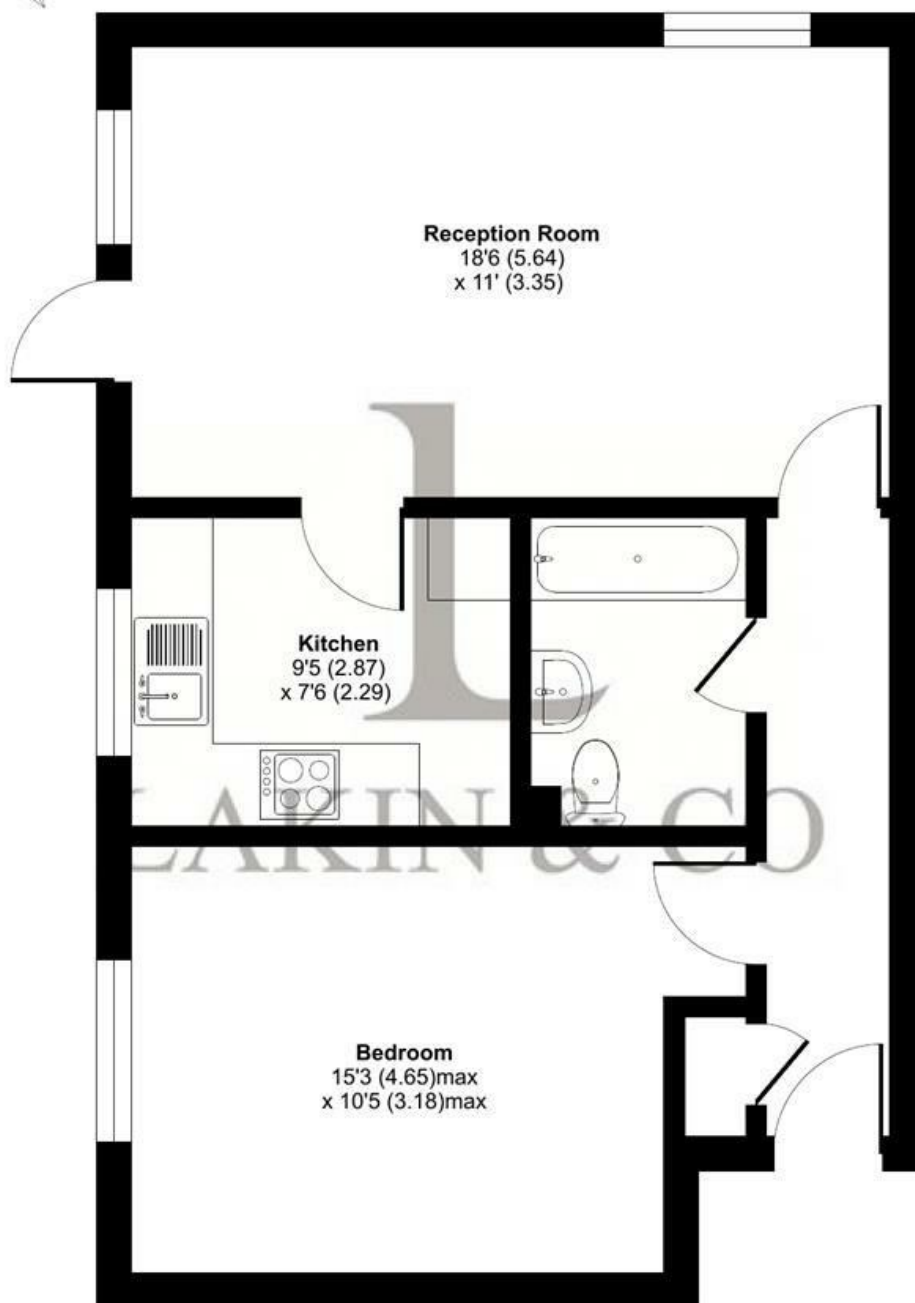 Reception Room
18'6 (5.64)
x 11' (3.35)
Kitchen
9'5 (2.87)
x 7'6 (2.29)
LAKIN & CO
Bedroom
15'3 (4.65)max
x 10'5 (3.18)max